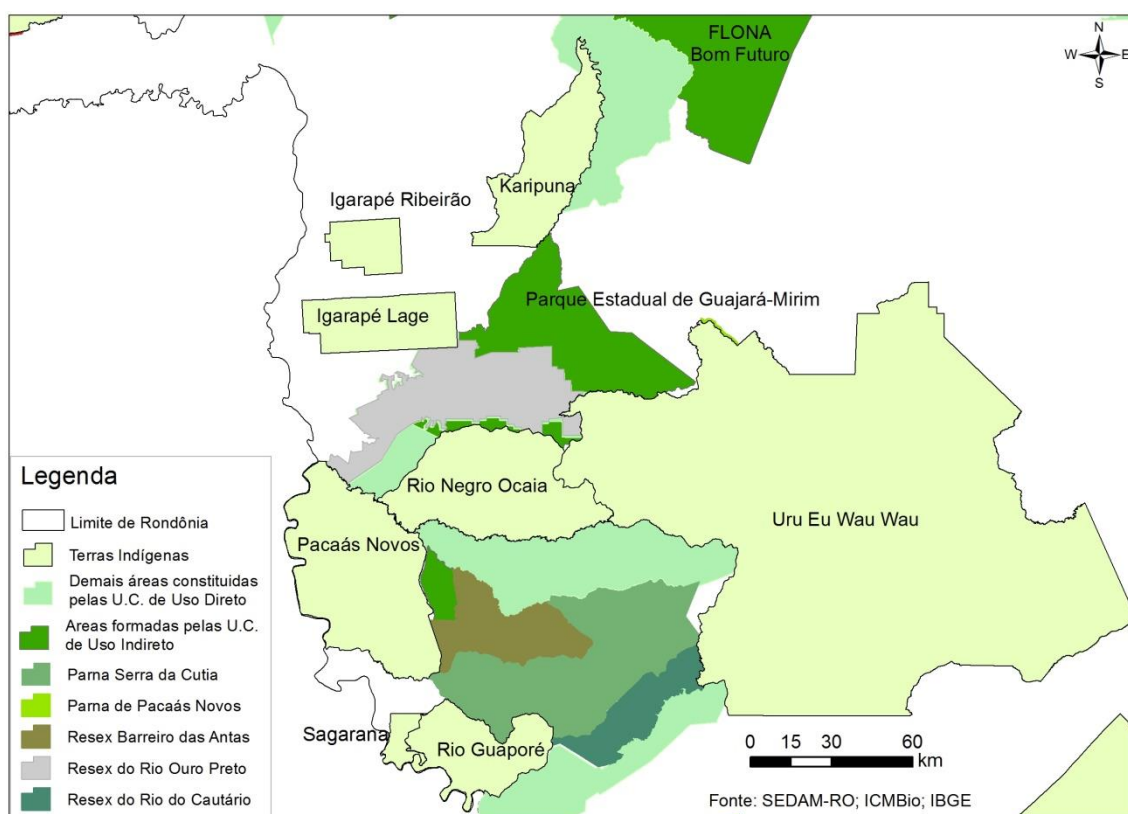 FLONA
Bom Futuro
N
W
E
S
Karipuna
Igarapé Ribeirão
Parque Estadual de Guajará-Mirim
Igarapé Lage
Rio Negro Ocaia
Uru Eu Wau Wau
Pacaás Novos
Sagarana
Rio Guaporé
Legenda
Limite de Rondônia
Terras Indígenas
Demais áreas constituidas
pelas U.C. de Uso Direto
Areas formadas pelas U.C.
de Uso Indireto
Parna Serra da Cutia
Parna de Pacaás Novos
Resex Barreiro das Antas
Resex do Rio Ouro Preto
Resex do Rio do Cautário
0 15 30 60
km
Fonte: SEDAM-RO; ICMBio; IBGE